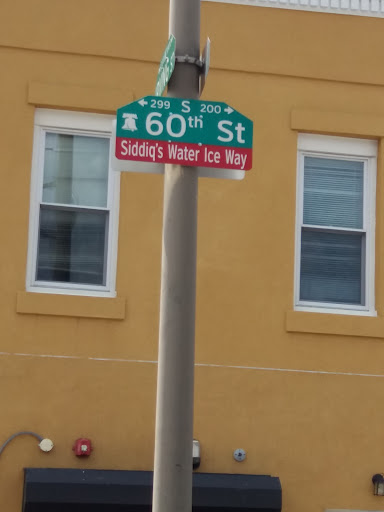 ←299 S 200→
60th St
Siddiq's Water Ice Way